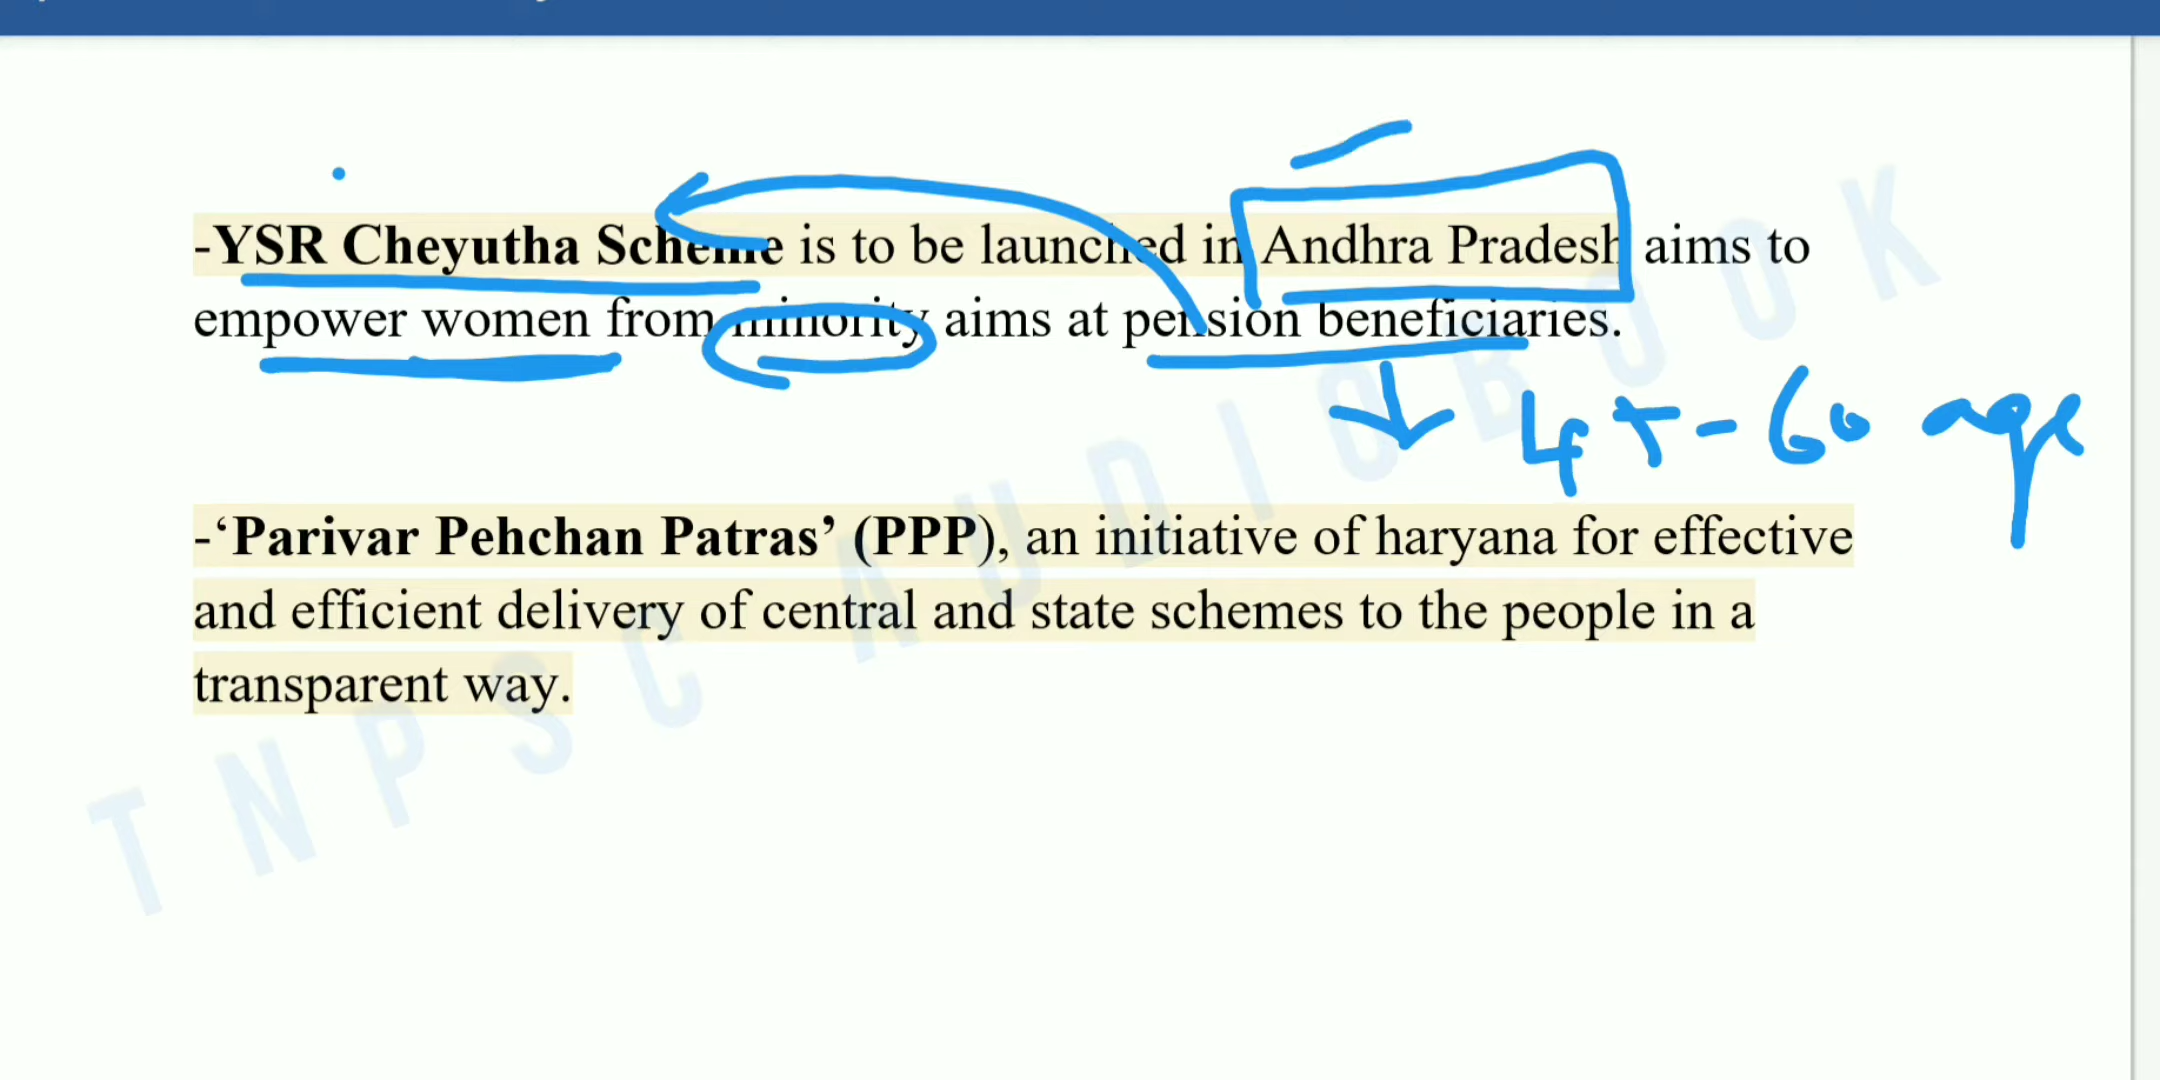 -YSR Cheyutha Scheme is to be launched in Andhra Pradesh aims to
empower women from minority aims at pension beneficiaries.
45-60 age
-‘Parivar Pehchan Patras’ (PPP), an initiative of haryana for effective
and efficient delivery of central and state schemes to the people in a
transparent way.
TNPSC AUDIOBOOK